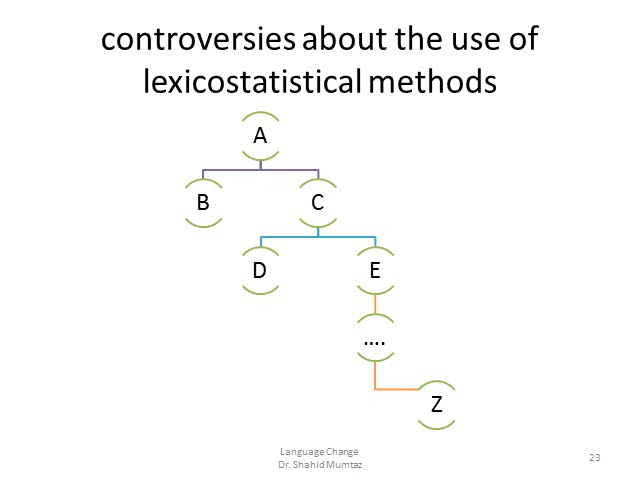 controversies about the use of
lexicostatistical methods
A
B
C
D
E
....
Z
Language Change
Dr. Shahid Mumtaz
23